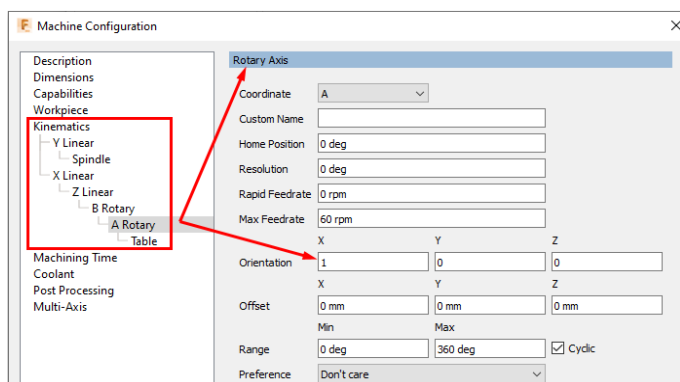 F Machine Configuration
Description
Dimensions
Capabilities
Workpiece
Kinematics
Y Linear
Spindle
X Linear
Z Linear
B Rotary
A Rotary
Table
Machining Time
Coolant
Post Processing
Multi-Axis
Rotary Axis
Coordinate A
Custom Name
Home Position 0 deg
Resolution 0 deg
Rapid Feedrate 0 rpm
Max Feedrate 60 rpm
X Y Z
Orientation 1 0 0
X Y Z
Offset 0 mm 0 mm 0 mm
Min Max
Range 0 deg 360 deg Cyclic
Preference Don't care